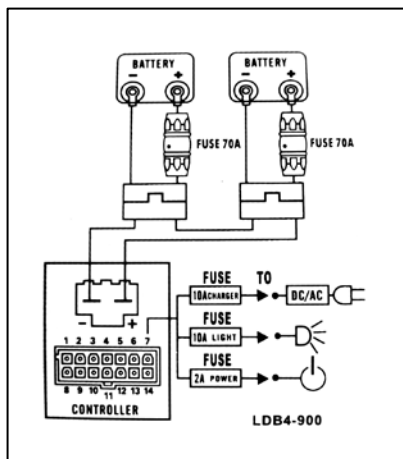 BATTERY BATTERY
- + - +
FUSE 70A FUSE 70A
FUSE TO
10A CHARGER DC/AC
- +
FUSE
1 2 3 4 5 6 7
10A LIGHT
FUSE
8 9 10 11 12 13 14
2A POWER
CONTROLLER
LDB4-900